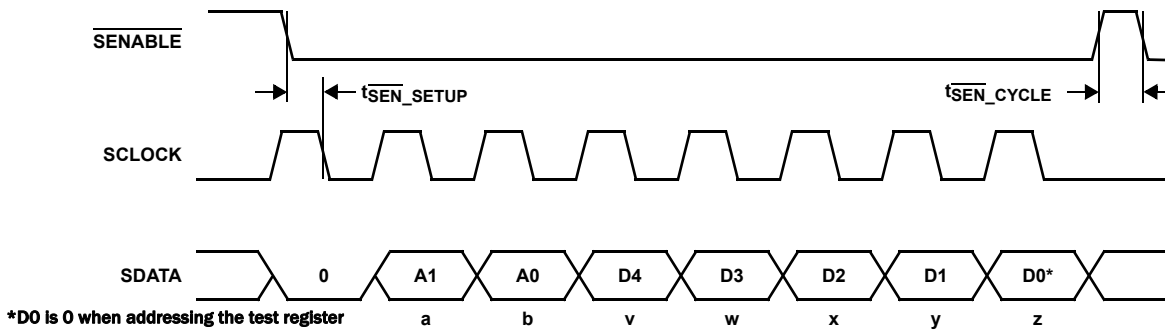 SENABLE
tSEN_SETUP
tSEN_CYCLE
SCLOCK
SDATA
0 A1 A0 D4 D3 D2 D1 D0*
*D0 is 0 when addressing the test register
a b v w x y z